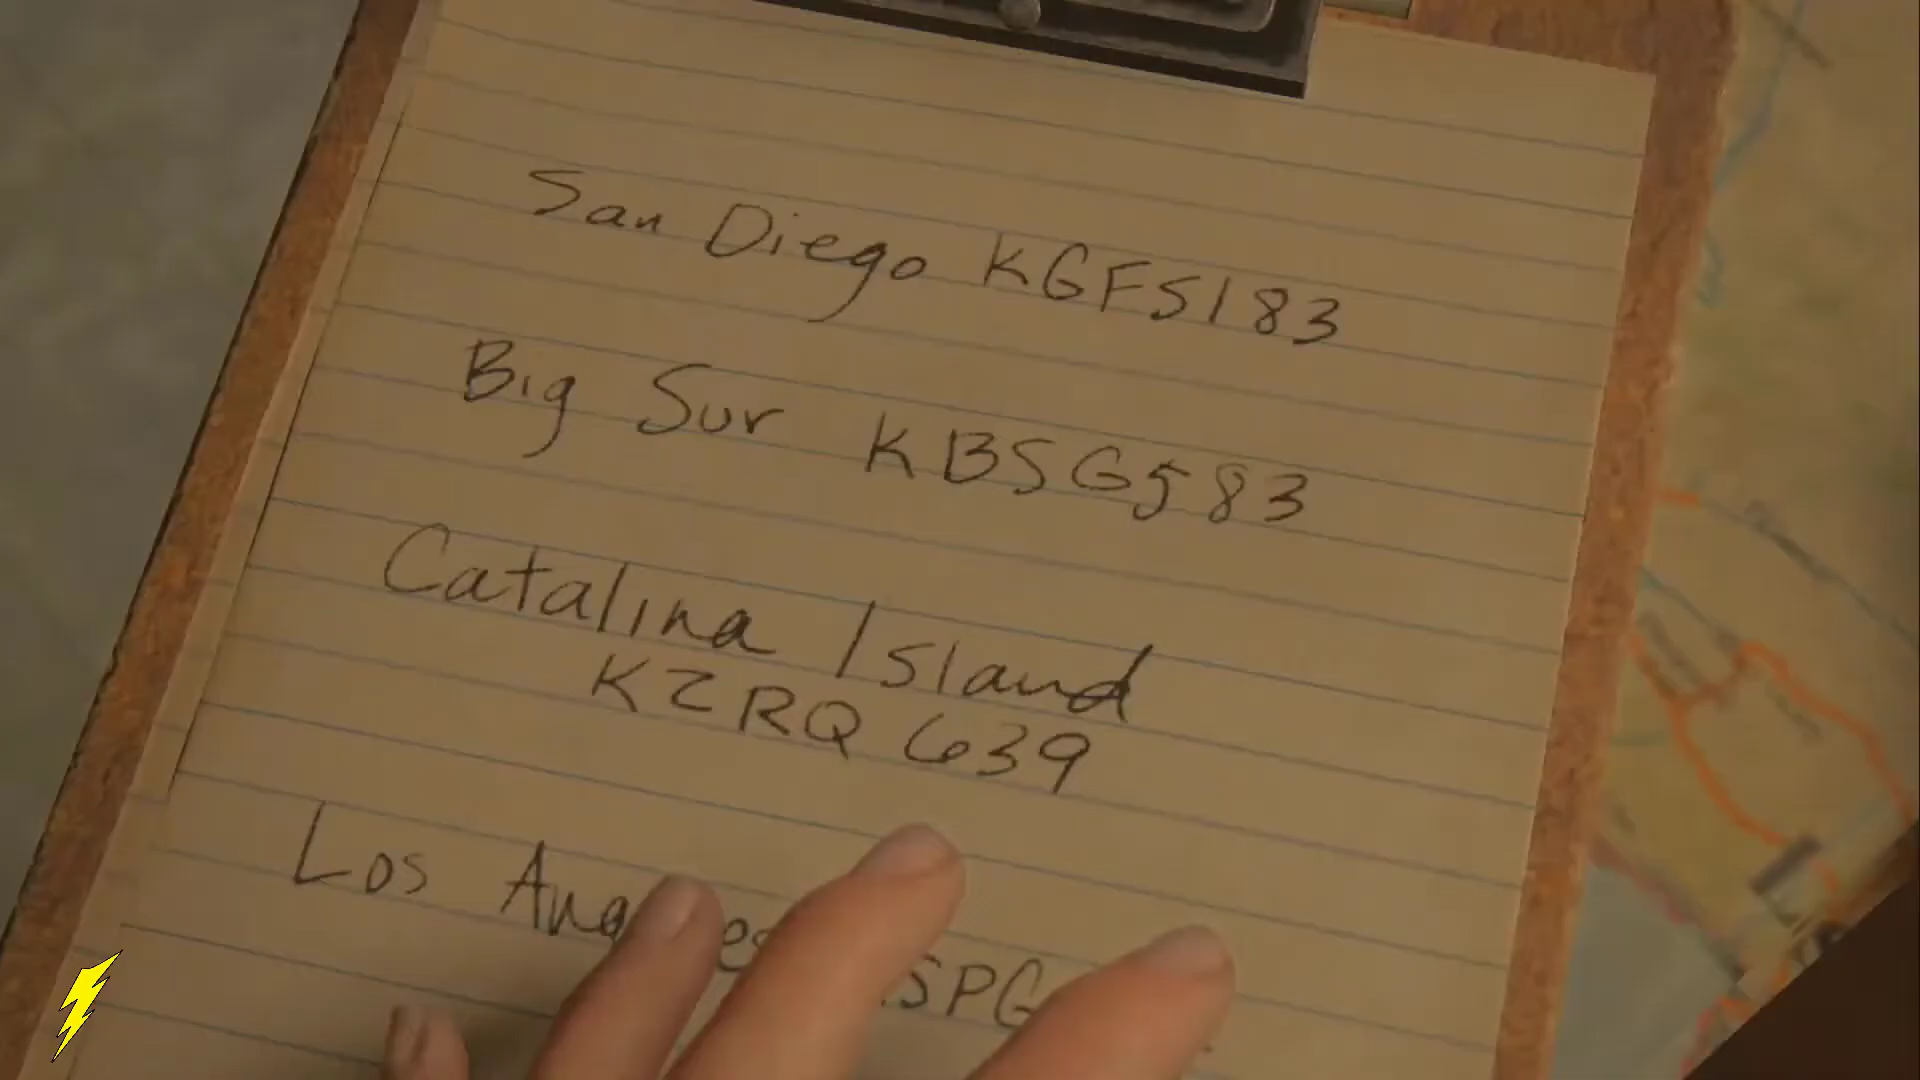 San Diego KGFS183
Big Sur KBSG583
Catalina Island
KZRQ 639
Los